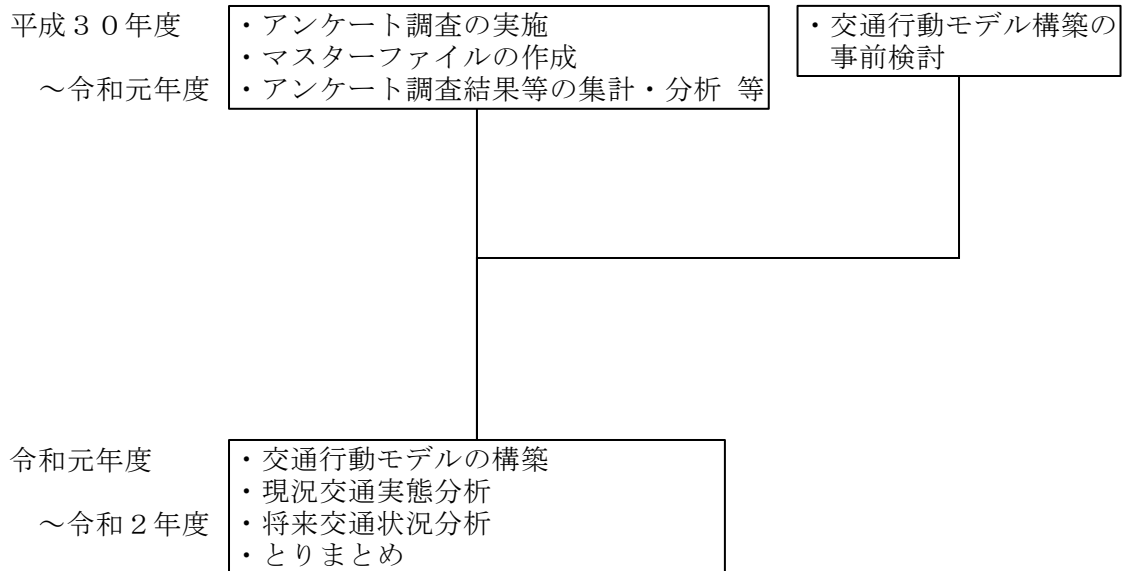 平成３０年度
・アンケート調査の実施
・マスターファイルの作成
～令和元年度
・アンケート調査結果等の集計・分析 等
・交通行動モデル構築の
事前検討
令和元年度
・交通行動モデルの構築
・現況交通実態分析
～令和２年度
・将来交通状況分析
・とりまとめ